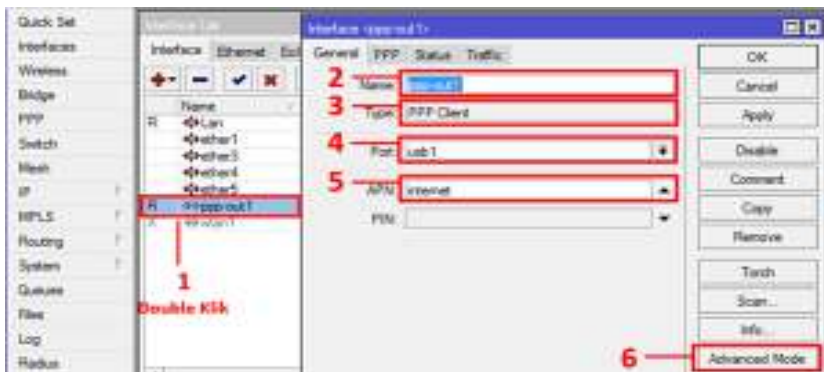 Quick Set
Interfaces
Wireless
Bridge
PPP
Switch
Mesh
IP
MPLS
Routing
System
Queues
Files
Log
Radius
Interface List
Interface Ethernet
Name
R Lan
ether1
ether3
ether4
ether5
R ppp-out1
X wlan1
1
Double Klik
Interface <ppp-out1>
General PPP Status Traffic
2 Name: ppp-out1
3 Type: PPP Client
4 Port: usb1
5 APN: internet
PIN:
OK
Cancel
Apply
Disable
Comment
Copy
Remove
Torch
Scan...
Info...
6 Advanced Mode